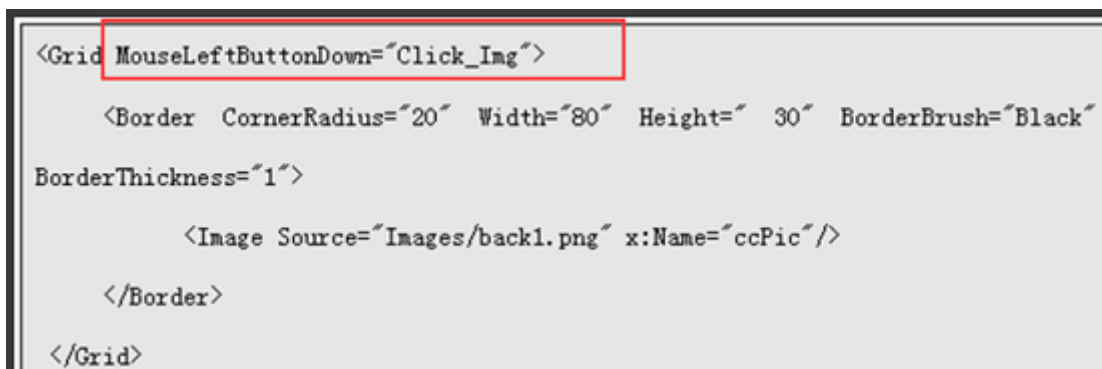 <Grid MouseLeftButtonDown="Click_Img">
<Border CornerRadius="20" Width="80" Height=" 30" BorderBrush="Black"
BorderThickness="1">
<Image Source="Images/back1.png" x:Name="ccPic"/>
</Border>
</Grid>